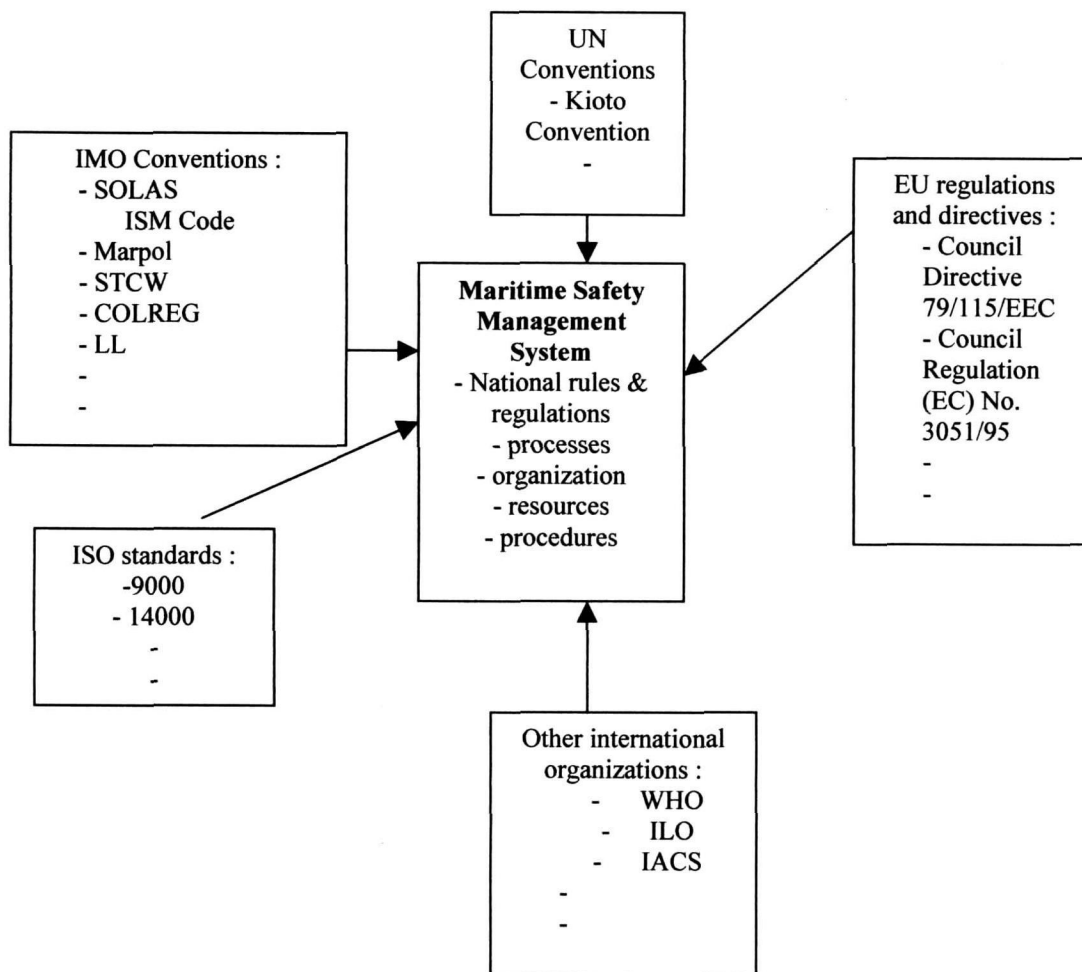 UN
Conventions
- Kioto
Convention
-
IMO Conventions :
- SOLAS
ISM Code
- Marpol
- STCW
- COLREG
- LL
-
-
EU regulations
and directives :
- Council
Directive
79/115/EEC
- Council
Regulation
(EC) No.
3051/95
-
-
Maritime Safety
Management
System
- National rules &
regulations
- processes
- organization
- resources
- procedures
ISO standards :
-9000
- 14000
-
-
Other international
organizations :
- WHO
- ILO
- IACS
-
-